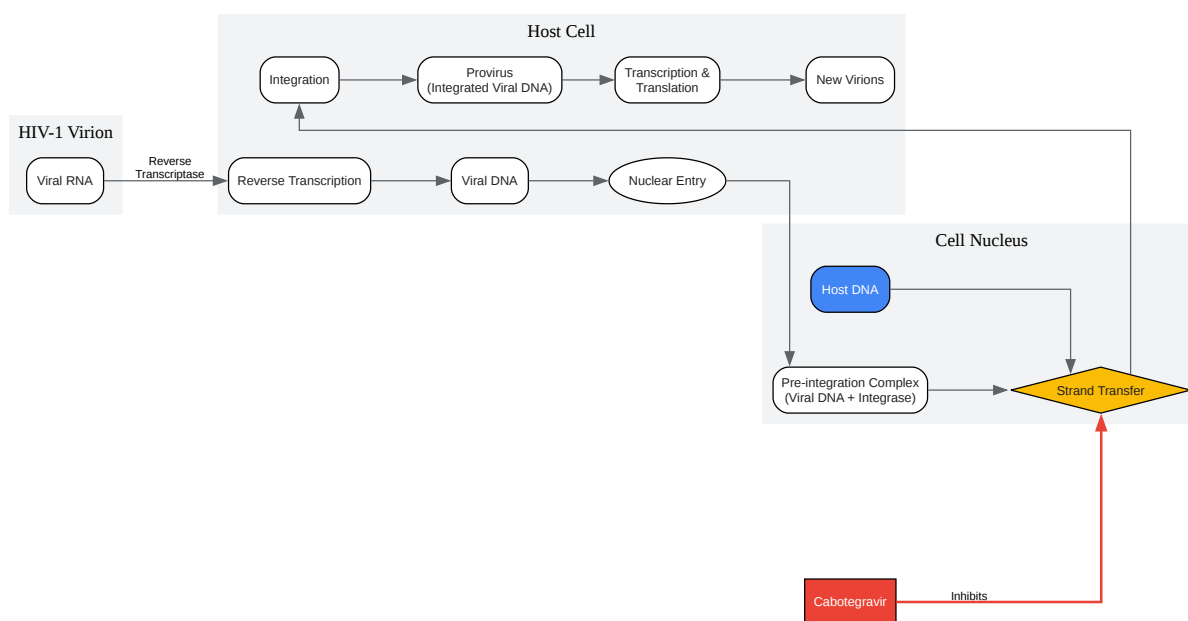 Host Cell
Integration
Provirus
(Integrated Viral DNA)
Transcription &
Translation
New Virions
HIV-1 Virion
Viral RNA
Reverse
Transcriptase
Reverse Transcription
Viral DNA
Nuclear Entry
Cell Nucleus
Host DNA
Pre-integration Complex
(Viral DNA + Integrase)
Strand Transfer
Cabotegravir
Inhibits